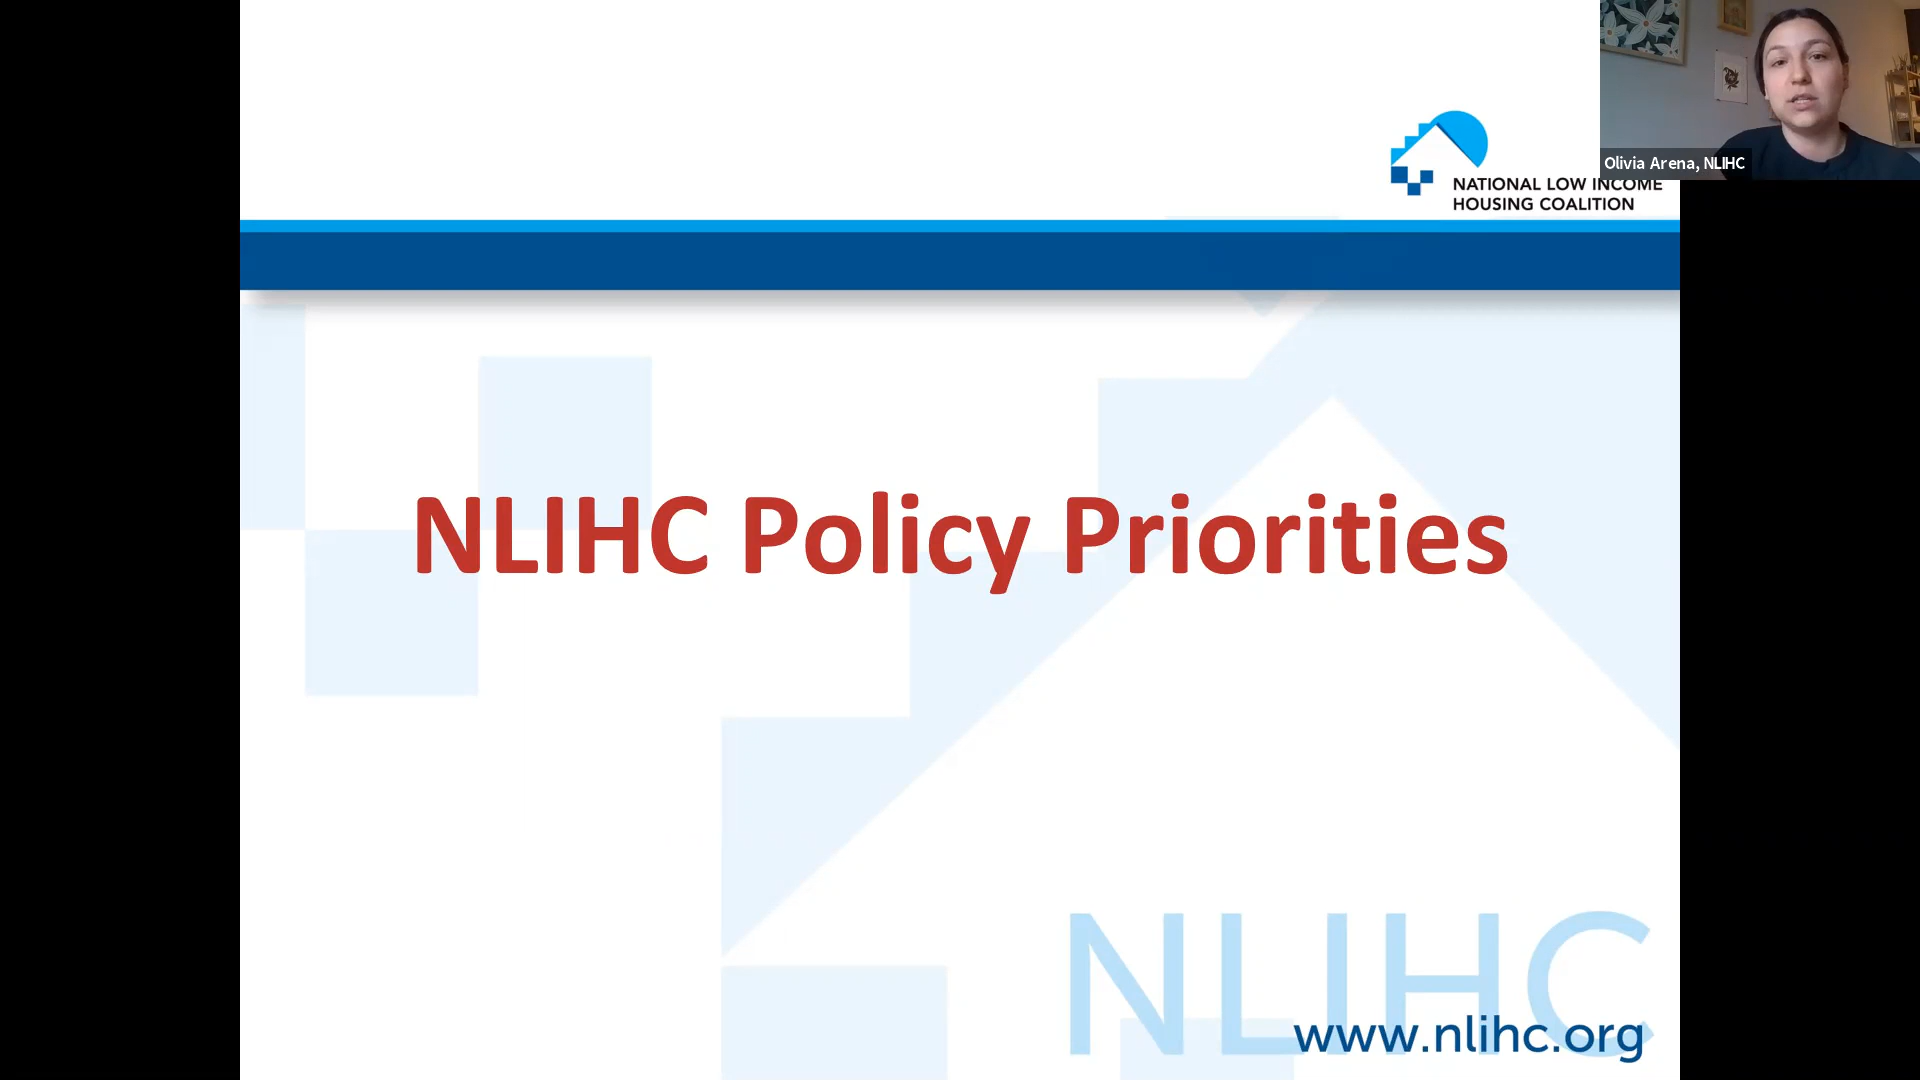 Olivia Arena, NLIHC
NATIONAL LOW INCOME
HOUSING COALITION
NLIHC Policy Priorities
NLIHC
www.nlihc.org